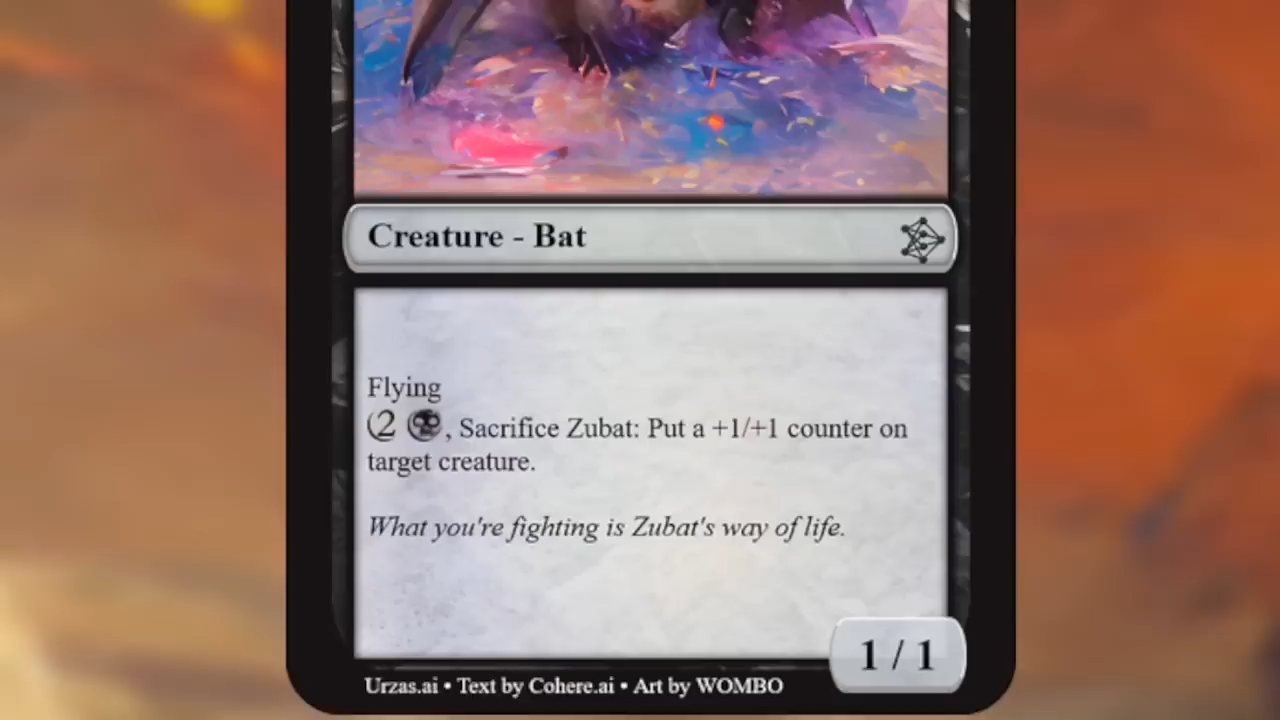 Creature - Bat
Flying
(2 , Sacrifice Zubat: Put a +1/+1 counter on
target creature.
What you're fighting is Zubat's way of life.
1 / 1
Urzas.ai • Text by Cohere.ai • Art by WOMBO